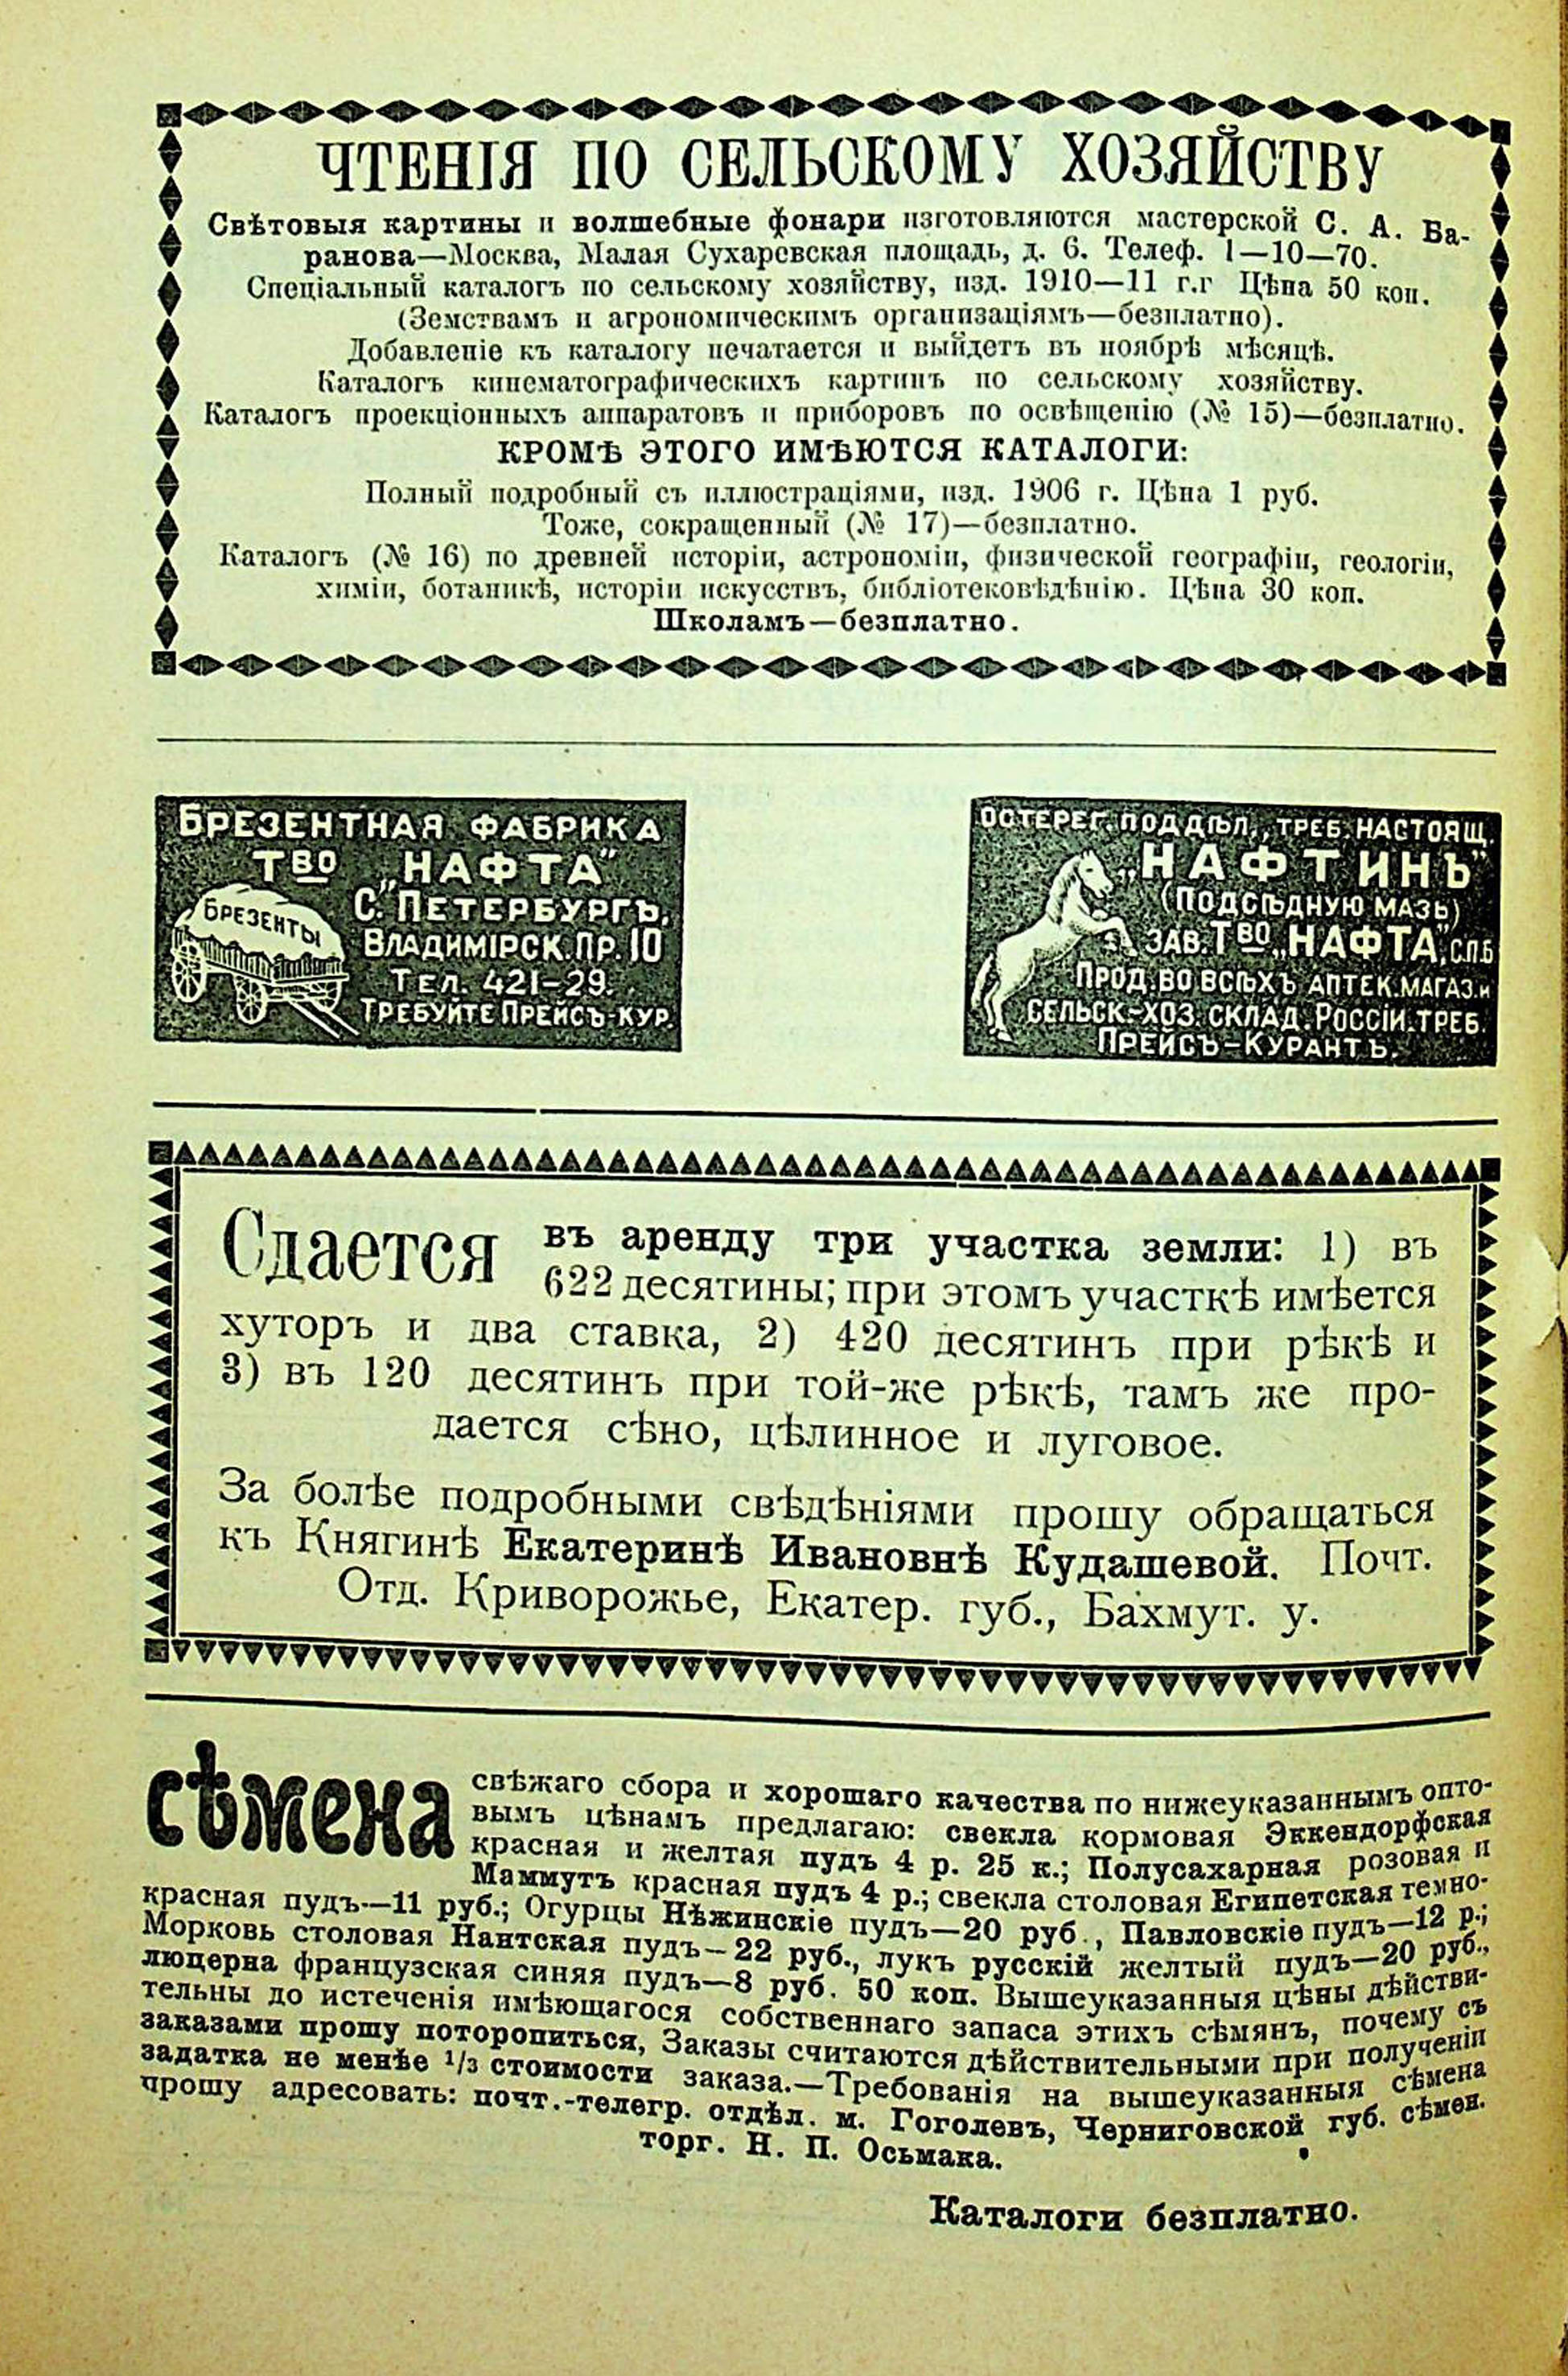 ЧТЕНІЯ ПО СЕЛЬСКОМУ ХОЗЯЙСТВУ
Свѣтовыя картины и волшебные фонари изготовляются мастерской С. А. Ба-
ранова—Москва, Малая Сухаревская площадь, д. 6. Телеф. 1—10—70.
Спеціальный каталогъ по сельскому хозяйству, изд. 1910—11 г.г Цѣна 50 коп.
(Земствамъ и агрономическимъ организаціямъ—безплатно).
Добавленіе къ каталогу печатается и выйдетъ въ ноябрѣ мѣсяцѣ.
Каталогъ кинематографическихъ картинъ по сельскому хозяйству.
Каталогъ проекціонныхъ аппаратовъ и приборовъ по освѣщенію (№ 15)—безплатно.
КРОМѢ ЭТОГО ИМѢЮТСЯ КАТАЛОГИ:
Полный подробный съ иллюстраціями, изд. 1906 г. Цѣна 1 руб.
Тоже, сокращенный (№ 17)—безплатно.
Каталогъ (№ 16) по древней исторіи, астрономіи, физической географіи, геологіи,
химіи, ботаникѣ, исторіи искусствъ, библіотековѣдѣнію. Цѣна 30 коп.
Школамъ—безплатно.
БРЕЗЕНТНАЯ ФАБРИКА
Тво „НАФТА"
С. ПЕТЕРБУРГЪ,
ВЛАДИМІРСК. ПР. 10
ТЕЛ. 421-29.
ТРЕБУЙТЕ ПРЕЙСЪ-КУР.
БРЕЗЕНТЫ
ОСТЕРЕГ. ПОДДѢЛ., ТРЕБ. НАСТОЯЩ.
„НАФТИНЪ"
(ПОДСѢДНУЮ МАЗЬ)
ЗАВ. Тво „НАФТА", С.П.Б
ПРОД. ВО ВСѢХЪ АПТЕК. МАГАЗ. и
СЕЛЬСК.-ХОЗ. СКЛАД. РОССІИ. ТРЕБ.
ПРЕЙСЪ-КУРАНТЪ.
Сдается въ аренду три участка земли: 1) въ
622 десятины; при этомъ участкѣ имѣется
хуторъ и два ставка, 2) 420 десятинъ при рѣкѣ и
3) въ 120 десятинъ при той-же рѣкѣ, тамъ же про-
дается сѣно, цѣлинное и луговое.
За болѣе подробными свѣдѣніями прошу обращаться
къ Княгинѣ Екатеринѣ Ивановнѣ Кудашевой. Почт.
Отд. Криворожье, Екатер. губ., Бахмут. у.
сѣмена свѣжаго сбора и хорошаго качества по нижеуказаннымъ опто-
вымъ цѣнамъ предлагаю: свекла кормовая Эккендорфская
красная и желтая пудъ 4 р. 25 к.; Полусахарная розовая и
Маммутъ красная пудъ 4 р.; свекла столовая Египетская темно-
красная пудъ—11 руб.; Огурцы Нѣжинскіе пудъ—20 руб., Павловскіе пудъ—12 р.;
Морковь столовая Нантская пудъ—22 руб., лукъ русскій желтый пудъ—20 руб.,
люцерна французская синяя пудъ—8 руб. 50 коп. Вышеуказанныя цѣны дѣйстви-
тельны до истеченія имѣющагося собственнаго запаса этихъ сѣмянъ, почему съ
заказами прошу поторопиться, Заказы считаются дѣйствительными при полученіи
задатка не менѣе 1/3 стоимости заказа.—Требованія на вышеуказанныя сѣмена
прошу адресовать: почт.-телегр. отдѣл. м. Гоголевъ, Черниговской губ. сѣмен.
торг. Н. П. Осьмака.
Каталоги безплатно.